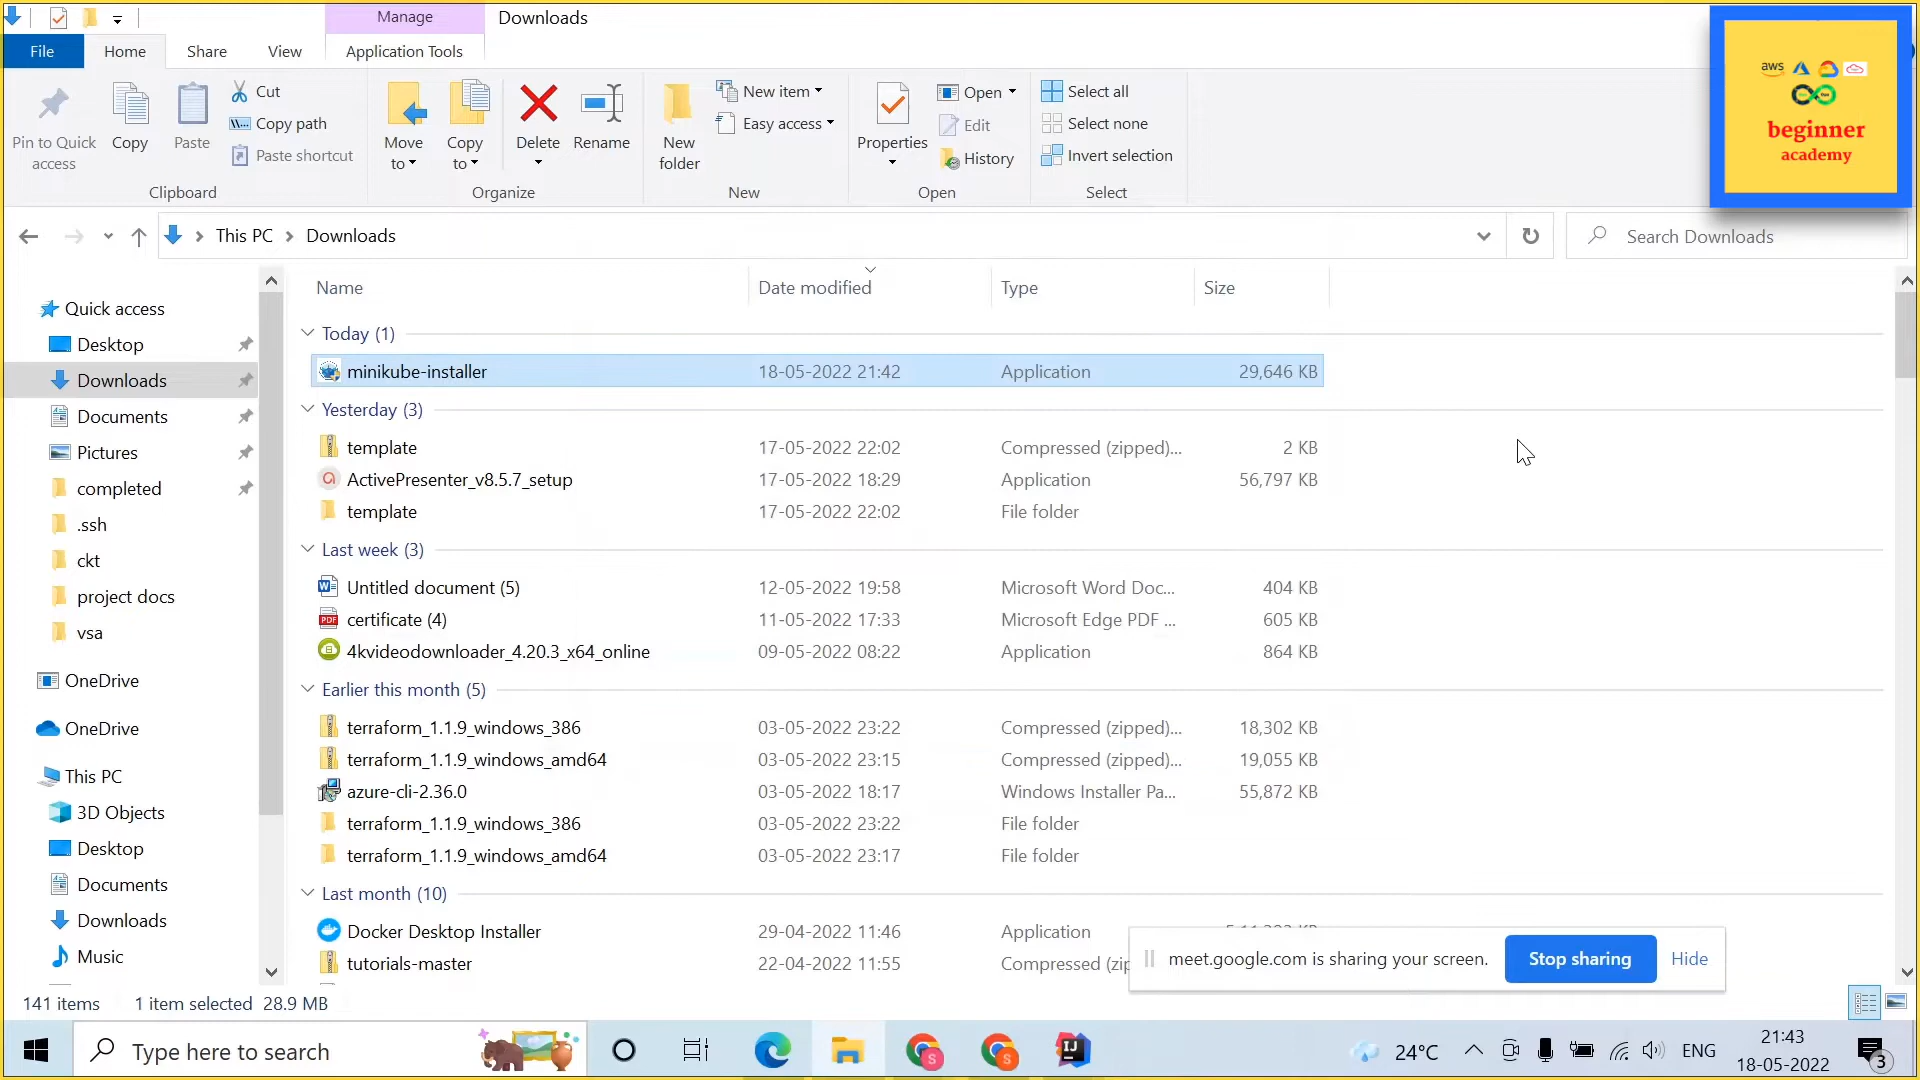 Manage
Downloads
File
Home
Share
View
Application Tools
Pin to Quick access
Copy
Paste
Cut
Copy path
Paste shortcut
Clipboard
Move to
Copy to
Delete
Rename
Organize
New folder
New item
Easy access
New
Properties
Open
Edit
History
Open
Select all
Select none
Invert selection
Select
aws
beginner
academy
This PC
Downloads
Search Downloads
Quick access
Desktop
Downloads
Documents
Pictures
completed
.ssh
ckt
project docs
vsa
OneDrive
OneDrive
This PC
3D Objects
Desktop
Documents
Downloads
Music
Name Date modified Type Size
Today (1)
minikube-installer 18-05-2022 21:42 Application 29,646 KB
Yesterday (3)
template 17-05-2022 22:02 Compressed (zipped)... 2 KB
ActivePresenter_v8.5.7_setup 17-05-2022 18:29 Application 56,797 KB
template 17-05-2022 22:02 File folder
Last week (3)
Untitled document (5) 12-05-2022 19:58 Microsoft Word Doc... 404 KB
certificate (4) 11-05-2022 17:33 Microsoft Edge PDF ... 605 KB
4kvideodownloader_4.20.3_x64_online 09-05-2022 08:22 Application 864 KB
Earlier this month (5)
terraform_1.1.9_windows_386 03-05-2022 23:22 Compressed (zipped)... 18,302 KB
terraform_1.1.9_windows_amd64 03-05-2022 23:15 Compressed (zipped)... 19,055 KB
azure-cli-2.36.0 03-05-2022 18:17 Windows Installer Pa... 55,872 KB
terraform_1.1.9_windows_386 03-05-2022 23:22 File folder
terraform_1.1.9_windows_amd64 03-05-2022 23:17 File folder
Last month (10)
Docker Desktop Installer 29-04-2022 11:46 Application
tutorials-master 22-04-2022 11:55 Compressed (zip
meet.google.com is sharing your screen. Stop sharing Hide
141 items 1 item selected 28.9 MB
Type here to search
S
S
IJ
24°C
ENG
21:43
18-05-2022
3